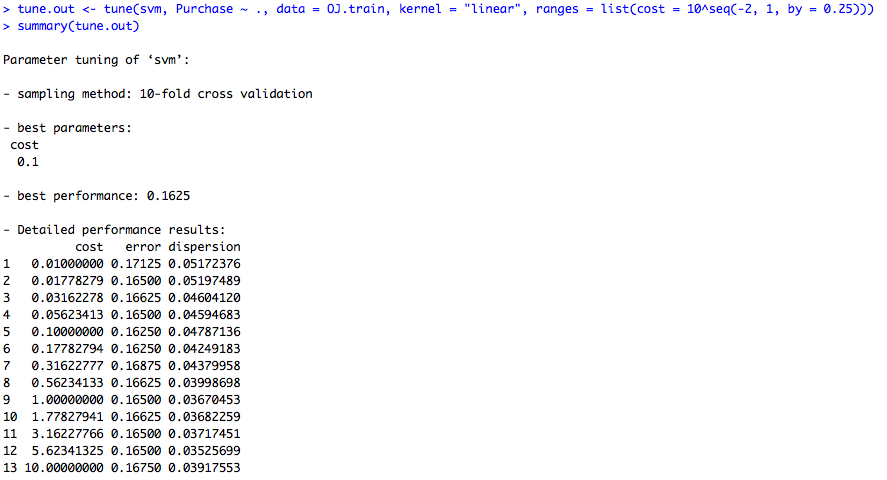 > tune.out <- tune(svm, Purchase ~ ., data = OJ.train, kernel = "linear", ranges = list(cost = 10^seq(-2, 1, by = 0.25)))
> summary(tune.out)
Parameter tuning of ‘svm’:
- sampling method: 10-fold cross validation
- best parameters:
cost
0.1
- best performance: 0.1625
- Detailed performance results:
cost error dispersion
1 0.01000000 0.17125 0.05172376
2 0.01778279 0.16500 0.05197489
3 0.03162278 0.16625 0.04604120
4 0.05623413 0.16500 0.04594683
5 0.10000000 0.16250 0.04787136
6 0.17782794 0.16250 0.04249183
7 0.31622777 0.16875 0.04379958
8 0.56234133 0.16625 0.03998698
9 1.00000000 0.16500 0.03670453
10 1.77827941 0.16625 0.03682259
11 3.16227766 0.16500 0.03717451
12 5.62341325 0.16500 0.03525699
13 10.00000000 0.16750 0.03917553